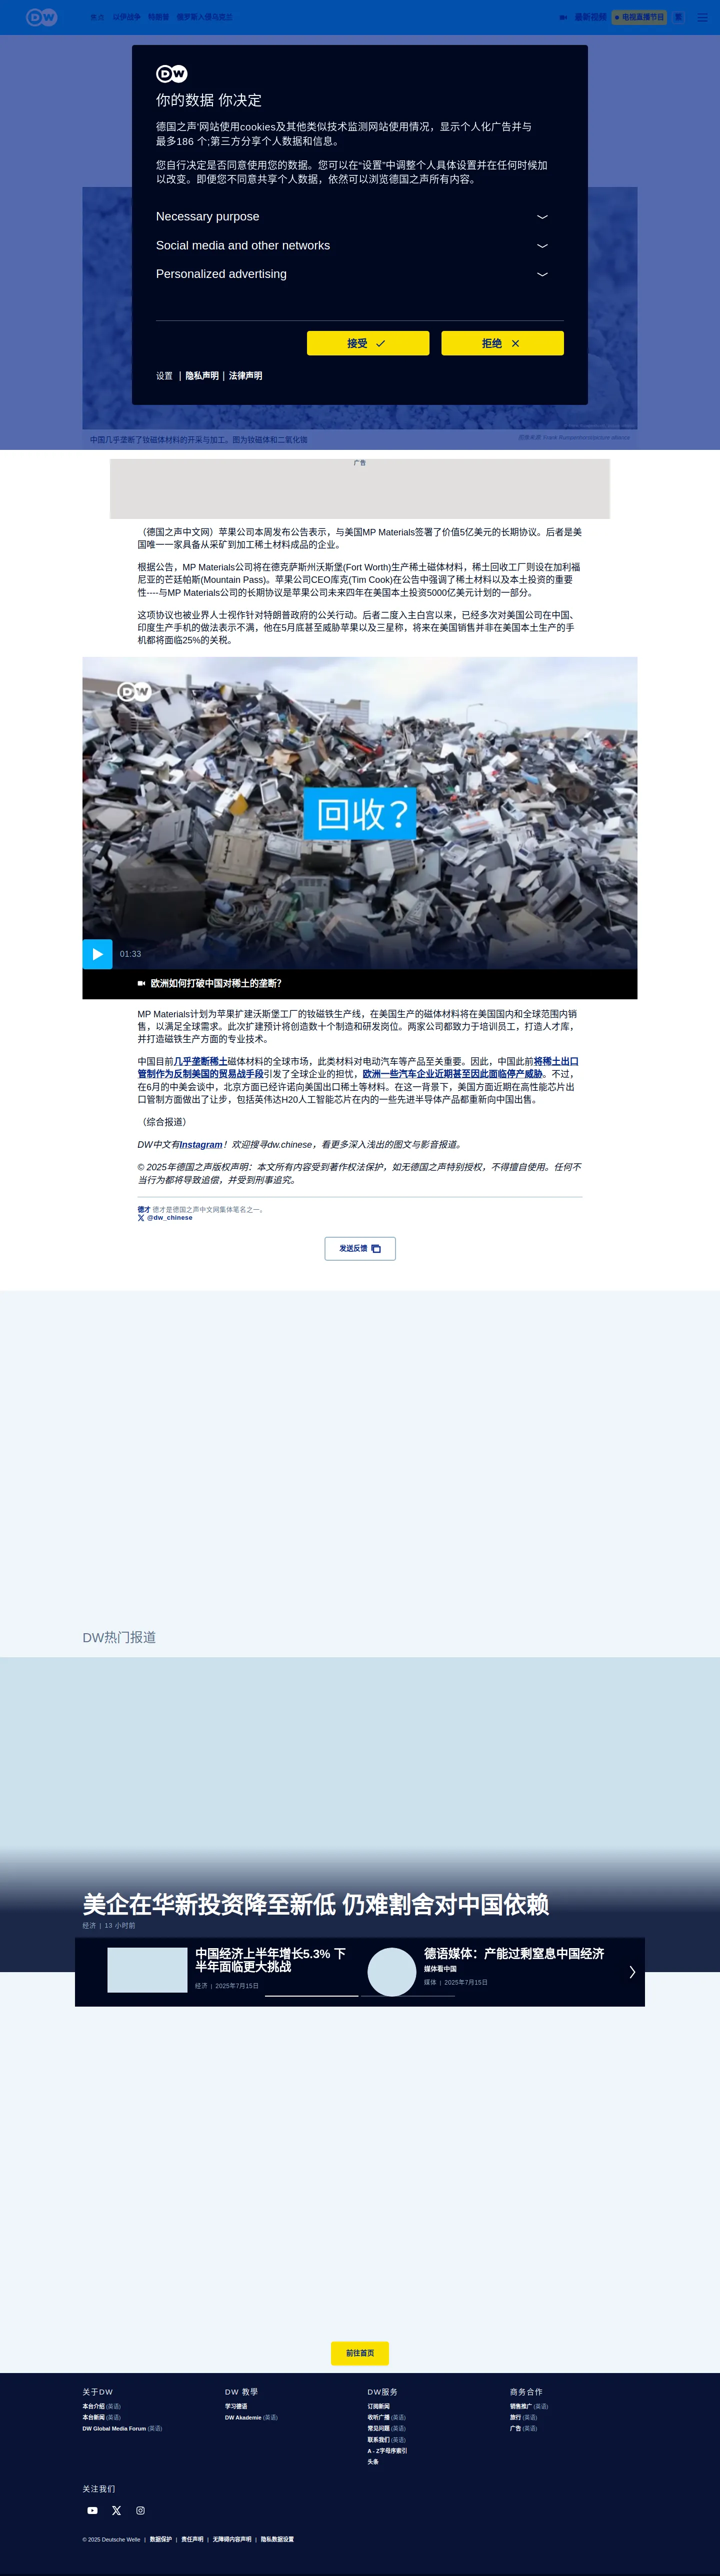 DW
以伊战争 特朗普 俄罗斯入侵乌克兰
最新视频 电视直播节目 繁
DW
你的数据 你决定
德国之声‘网站使用cookies及其他类似技术监测网站使用情况，显示个人化广告并与
最多186 个;第三方分享个人数据和信息。
您自行决定是否同意使用您的数据。您可以在“设置”中调整个人具体设置并在任何时候加
以改变。即便您不同意共享个人数据，依然可以浏览德国之声所有内容。
Necessary purpose
Social media and other networks
Personalized advertising
接受 拒绝
设置 | 隐私声明 | 法律声明
中国几乎垄断了钕磁体材料的开采与加工。图为钕磁体和二氧化镝
广告
（德国之声中文网）苹果公司本周发布公告表示，与美国MP Materials签署了价值5亿美元的长期协议。后者是美
国唯一一家具备从采矿到加工稀土材料成品的企业。
根据公告，MP Materials公司将在德克萨斯州沃斯堡(Fort Worth)生产稀土磁体材料，稀土回收工厂则设在加利福
尼亚的芒廷帕斯(Mountain Pass)。苹果公司CEO库克(Tim Cook)在公告中强调了稀土材料以及本土投资的重要
性----与MP Materials公司的长期协议是苹果公司未来四年在美国本土投资5000亿美元计划的一部分。
这项协议也被业界人士视作针对特朗普政府的公关行动。后者二度入主白宫以来，已经多次对美国公司在中国、
印度生产手机的做法表示不满，他在5月底甚至威胁苹果以及三星称，将来在美国销售并非在美国本土生产的手
机都将面临25%的关税。
DW
回收？
01:33
欧洲如何打破中国对稀土的垄断？
MP Materials计划为苹果扩建沃斯堡工厂的钕磁铁生产线，在美国生产的磁体材料将在美国国内和全球范围内销
售，以满足全球需求。此次扩建预计将创造数十个制造和研发岗位。两家公司都致力于培训员工，打造人才库，
并打造磁铁生产方面的专业技术。
中国目前几乎垄断稀土磁体材料的全球市场，此类材料对电动汽车等产品至关重要。因此，中国此前将稀土出口
管制作为反制美国的贸易战手段引发了全球企业的担忧，欧洲一些汽车企业近期甚至因此面临停产威胁。不过，
在6月的中美会谈中，北京方面已经许诺向美国出口稀土等材料。在这一背景下，美国方面近期在高性能芯片出
口管制方面做出了让步，包括英伟达H20人工智能芯片在内的一些先进半导体产品都重新向中国出售。
（综合报道）
DW中文有Instagram！欢迎搜寻dw.chinese，看更多深入浅出的图文与影音报道。
© 2025年德国之声版权声明：本文所有内容受到著作权法保护，如无德国之声特别授权，不得擅自使用。任何不
当行为都将导致追偿，并受到刑事追究。
德才 德才是德国之声中文网集体笔名之一。
@dw_chinese
发送反馈
DW热门报道
美企在华新投资降至新低 仍难割舍对中国依赖
经济 | 13 小时前
中国经济上半年增长5.3% 下
半年面临更大挑战
经济 | 2025年7月15日
德语媒体：产能过剩窒息中国经济
媒体看中国
媒体 | 2025年7月15日
前往首页
关于DW
本台介绍 (英语)
本台新闻 (英语)
DW Global Media Forum (英语)
DW 教學
学习德语
DW Akademie (英语)
DW服务
订阅新闻
收听广播 (英语)
常见问题 (英语)
联系我们 (英语)
A - Z字母序索引
头条
商务合作
销售推广 (英语)
旅行 (英语)
广告 (英语)
关注我们
© 2025 Deutsche Welle | 数据保护 | 责任声明 | 无障碍内容声明 | 隐私数据设置